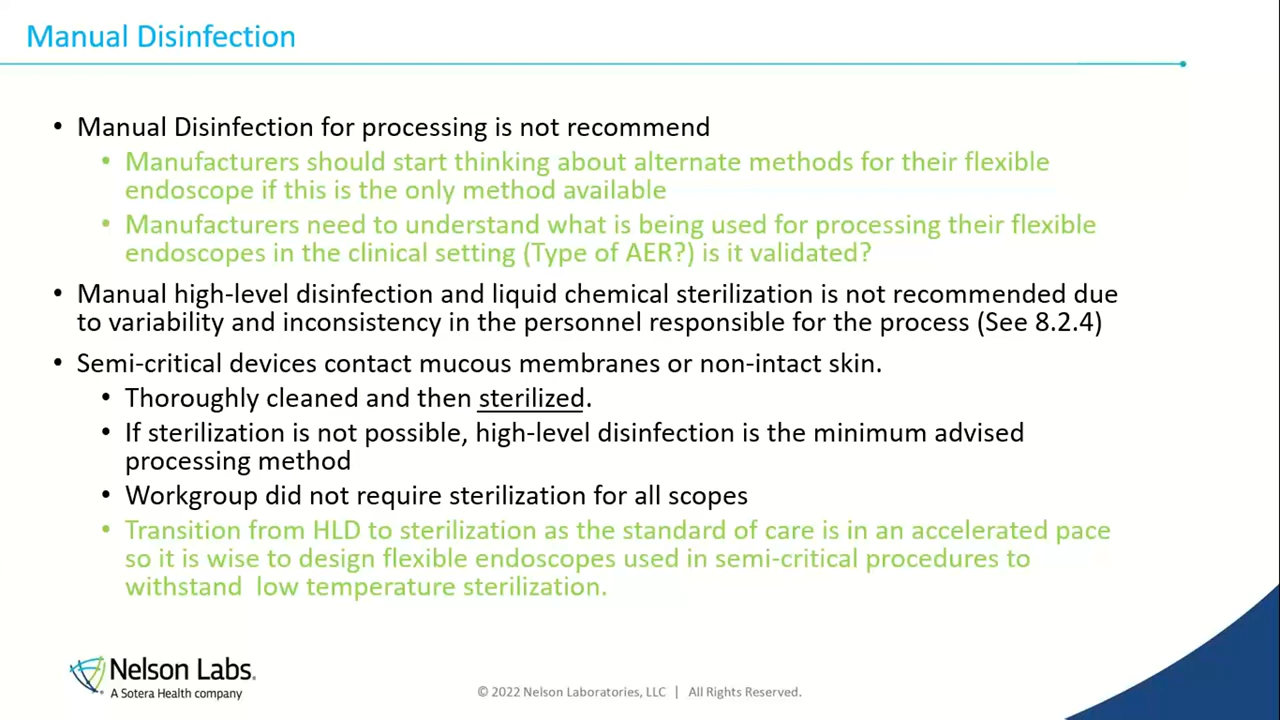 Manual Disinfection
• Manual Disinfection for processing is not recommend
• Manufacturers should start thinking about alternate methods for their flexible
endoscope if this is the only method available
• Manufacturers need to understand what is being used for processing their flexible
endoscopes in the clinical setting (Type of AER?) is it validated?
• Manual high-level disinfection and liquid chemical sterilization is not recommended due
to variability and inconsistency in the personnel responsible for the process (See 8.2.4)
• Semi-critical devices contact mucous membranes or non-intact skin.
• Thoroughly cleaned and then sterilized.
• If sterilization is not possible, high-level disinfection is the minimum advised
processing method
• Workgroup did not require sterilization for all scopes
• Transition from HLD to sterilization as the standard of care is in an accelerated pace
so it is wise to design flexible endoscopes used in semi-critical procedures to
withstand  low temperature sterilization.
Nelson Labs.
A Sotera Health company
© 2022 Nelson Laboratories, LLC | All Rights Reserved.